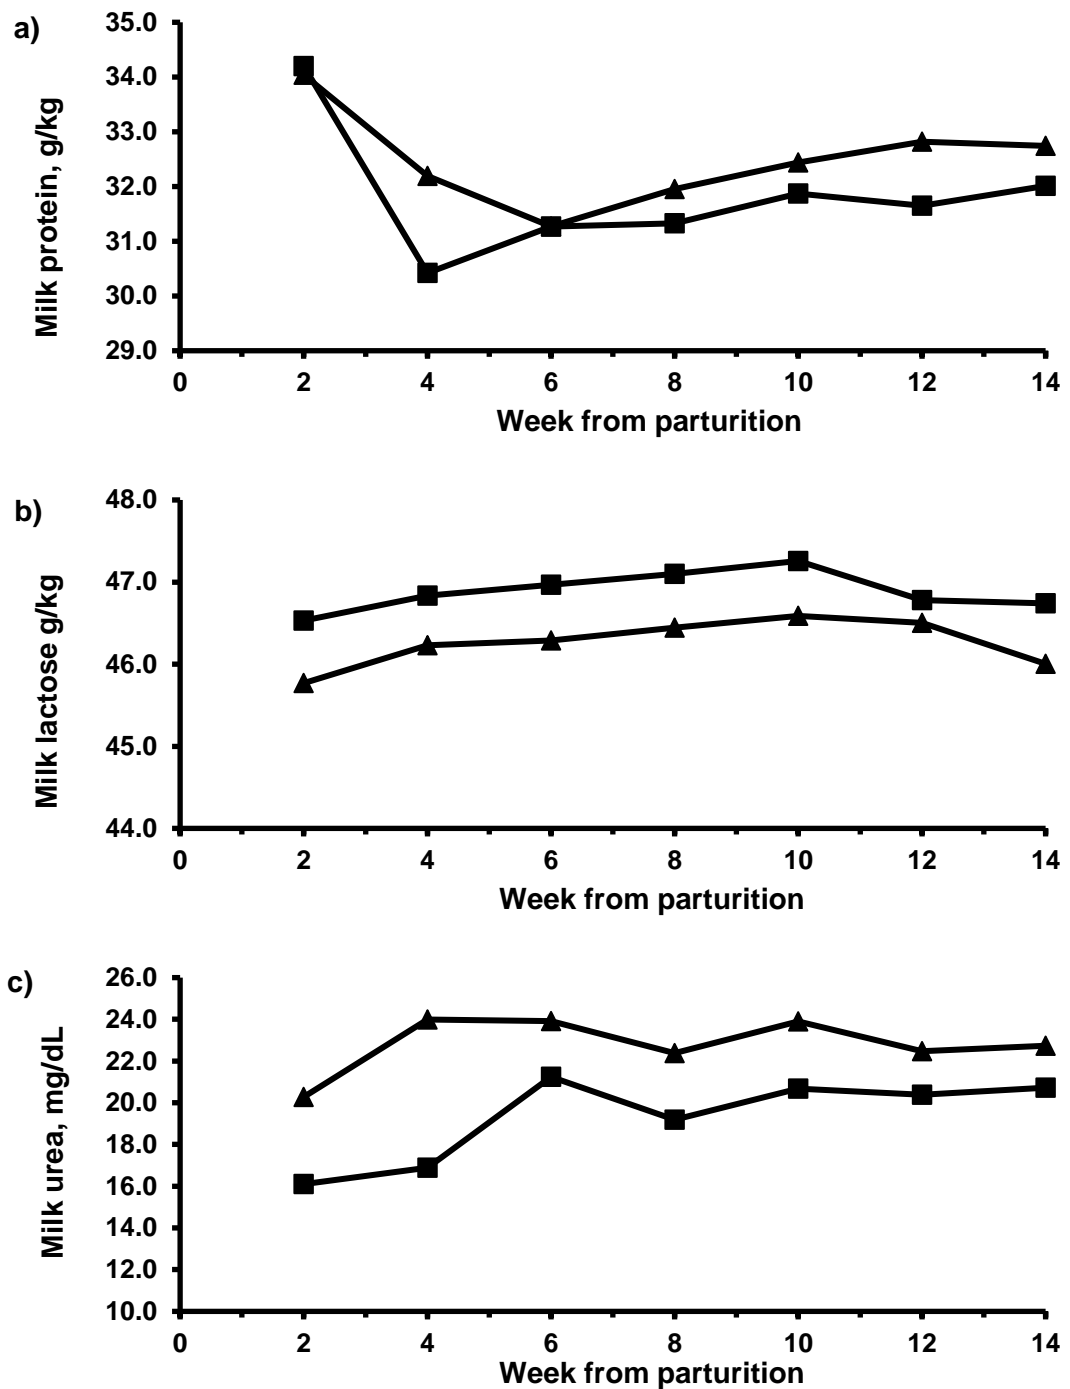 a)
Milk protein, g/kg
35.0
34.0
33.0
32.0
31.0
30.0
29.0
0 2 4 6 8 10 12 14
Week from parturition
b)
Milk lactose g/kg
48.0
47.0
46.0
45.0
44.0
0 2 4 6 8 10 12 14
Week from parturition
c)
Milk urea, mg/dL
26.0
24.0
22.0
20.0
18.0
16.0
14.0
12.0
10.0
0 2 4 6 8 10 12 14
Week from parturition